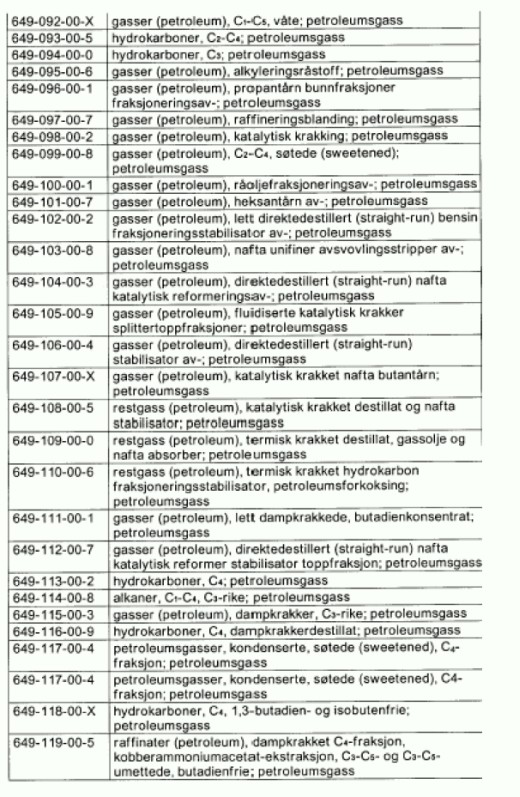 649-092-00-X gasser (petroleum), C₁-C₅, våte; petroleumsgass
649-093-00-5 hydrokarboner, C₂-C₄; petroleumsgass
649-094-00-0 hydrokarboner, C₃; petroleumsgass
649-095-00-6 gasser (petroleum), alkyleringsråstoff; petroleumsgass
649-096-00-1 gasser (petroleum), propantårn bunnfraksjoner
fraksjoneringsav-; petroleumsgass
649-097-00-7 gasser (petroleum), raffineringsblanding; petroleumsgass
649-098-00-2 gasser (petroleum), katalytisk krakking; petroleumsgass
649-099-00-8 gasser (petroleum), C₂-C₄, søtede (sweetened);
petroleumsgass
649-100-00-1 gasser (petroleum), råoljefraksjoneringsav-; petroleumsgass
649-101-00-7 gasser (petroleum), heksantårn av-; petroleumsgass
649-102-00-2 gasser (petroleum), lett direktedestillert (straight-run) bensin
fraksjoneringsstabilisator av-; petroleumsgass
649-103-00-8 gasser (petroleum), nafta unifiner avsvovlingsstripper av-;
petroleumsgass
649-104-00-3 gasser (petroleum), direktedestillert (straight-run) nafta
katalytisk reformeringsav-; petroleumsgass
649-105-00-9 gasser (petroleum), fluidiserte katalytisk krakker
splittertoppfraksjoner; petroleumsgass
649-106-00-4 gasser (petroleum), direktedestillert (straight-run)
stabilisator av-; petroleumsgass
649-107-00-X gasser (petroleum), katalytisk krakket nafta butantårn;
petroleumsgass
649-108-00-5 restgass (petroleum), katalytisk krakket destillat og nafta
stabilisator; petroleumsgass
649-109-00-0 restgass (petroleum), termisk krakket destillat, gassolje og
nafta absorber; petroleumsgass
649-110-00-6 restgass (petroleum), termisk krakket hydrokarbon
fraksjoneringsstabilisator, petroleumsforkoksing;
petroleumsgass
649-111-00-1 gasser (petroleum), lett dampkrakkede, butadienkonsentrat;
petroleumsgass
649-112-00-7 gasser (petroleum), direktedestillert (straight-run) nafta
katalytisk reformer stabilisator toppfraksjon; petroleumsgass
649-113-00-2 hydrokarboner, C₄; petroleumsgass
649-114-00-8 alkaner, C₁-C₄, C₃-rike; petroleumsgass
649-115-00-3 gasser (petroleum), dampkrakker, C₃-rike; petroleumsgass
649-116-00-9 hydrokarboner, C₄, dampkrakkerdestillat; petroleumsgass
649-117-00-4 petroleumsgasser, kondenserte, søtede (sweetened), C₄-
fraksjon; petroleumsgass
649-117-00-4 petroleumsgasser, kondenserte, søtede (sweetened), C4-
fraksjon; petroleumsgass
649-118-00-X hydrokarboner, C₄, 1,3-butadien- og isobutenfrie;
petroleumsgass
649-119-00-5 raffinater (petroleum), dampkrakket C₄-fraksjon,
kobberammoniumacetat-ekstraksjon, C₃-C₅- og C₃-C₅-
umettede, butadienfrie; petroleumsgass